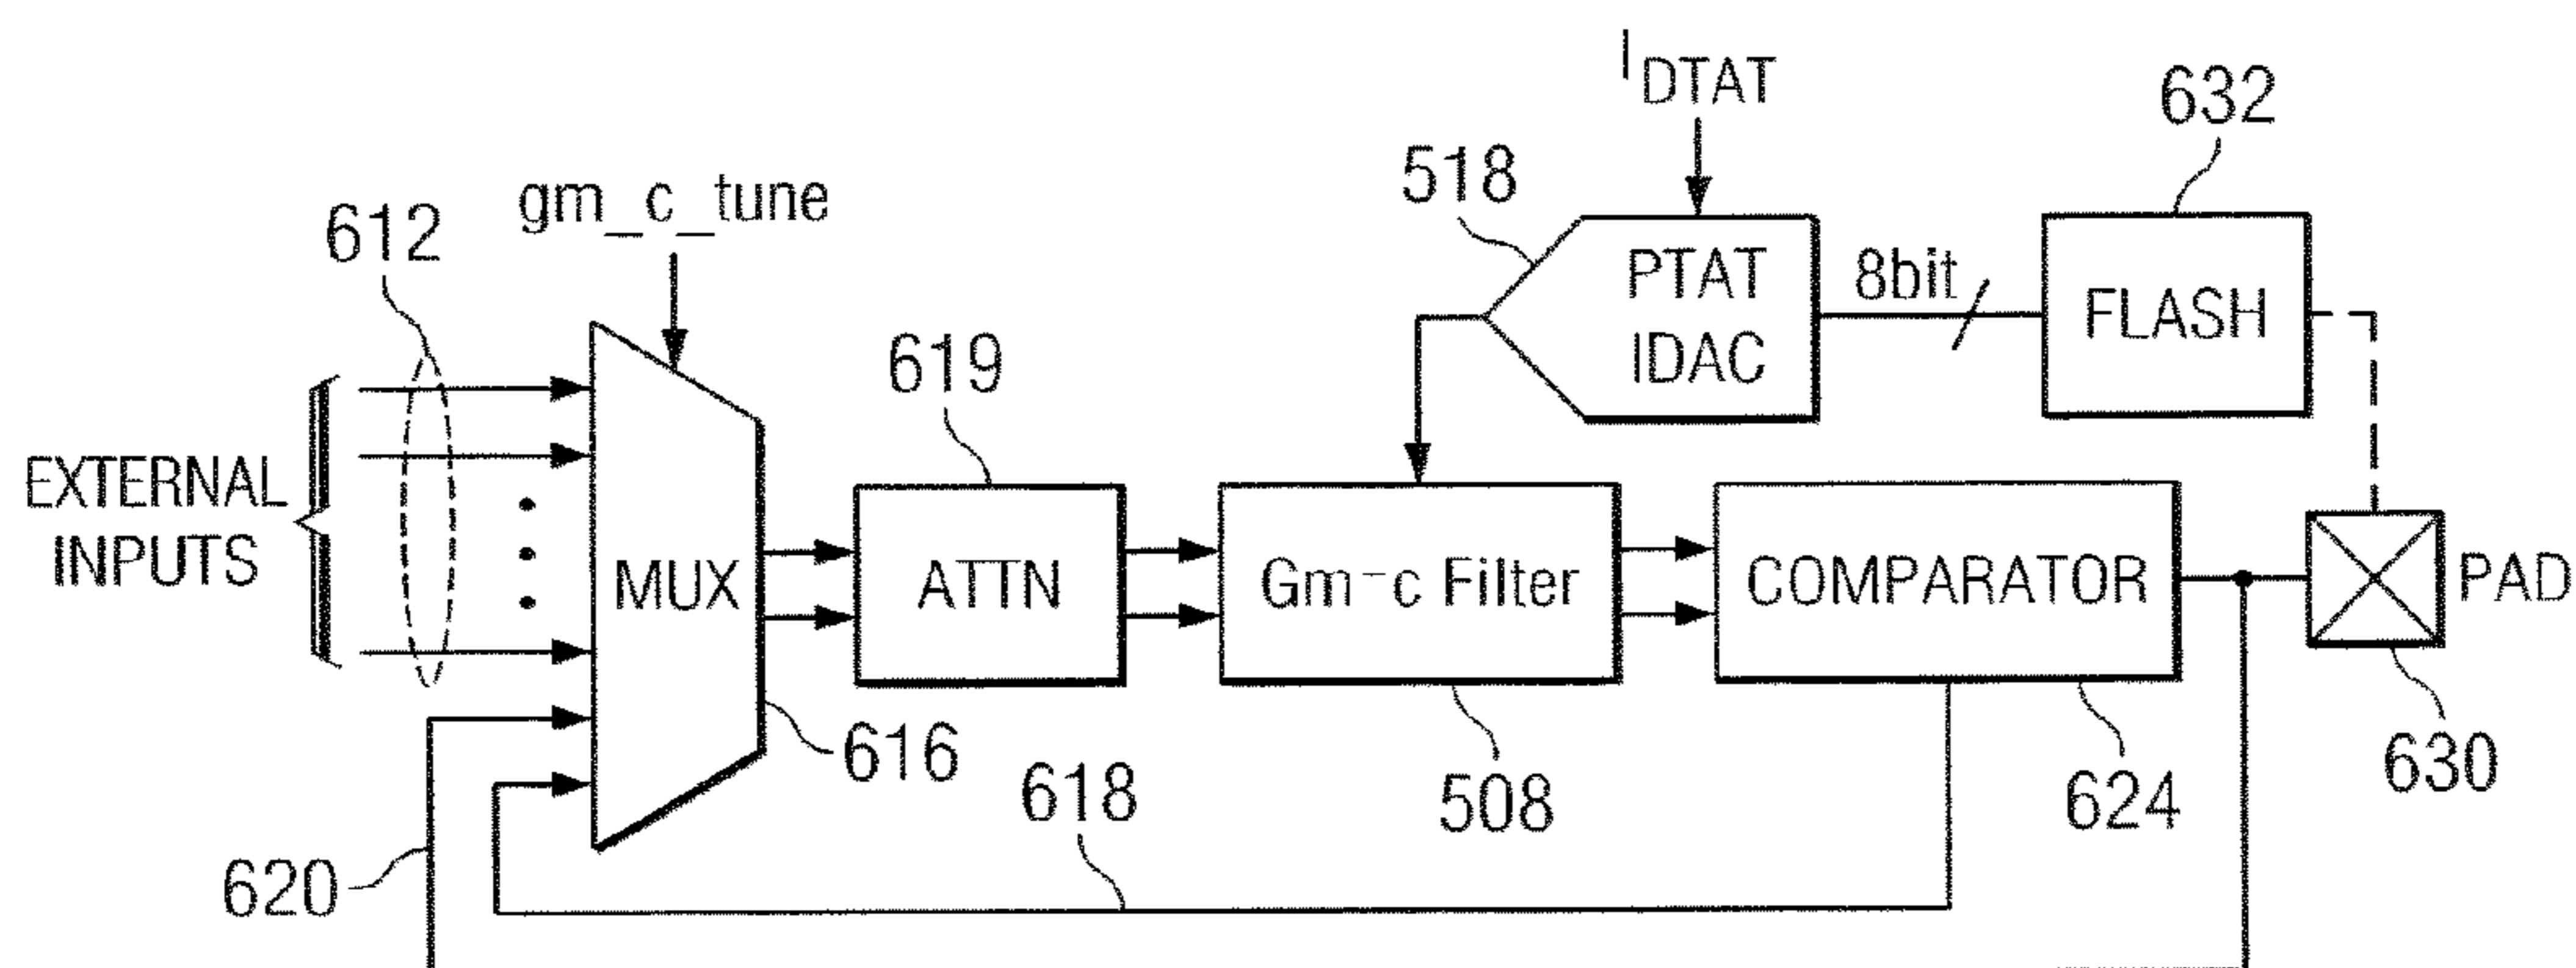 I DTAT
632
518
gm_c_tune
612
PTAT
IDAC
8bit
FLASH
619
EXTERNAL
INPUTS
MUX
ATTN
Gm-c Filter
COMPARATOR
PAD
616
618
508
624
630
620